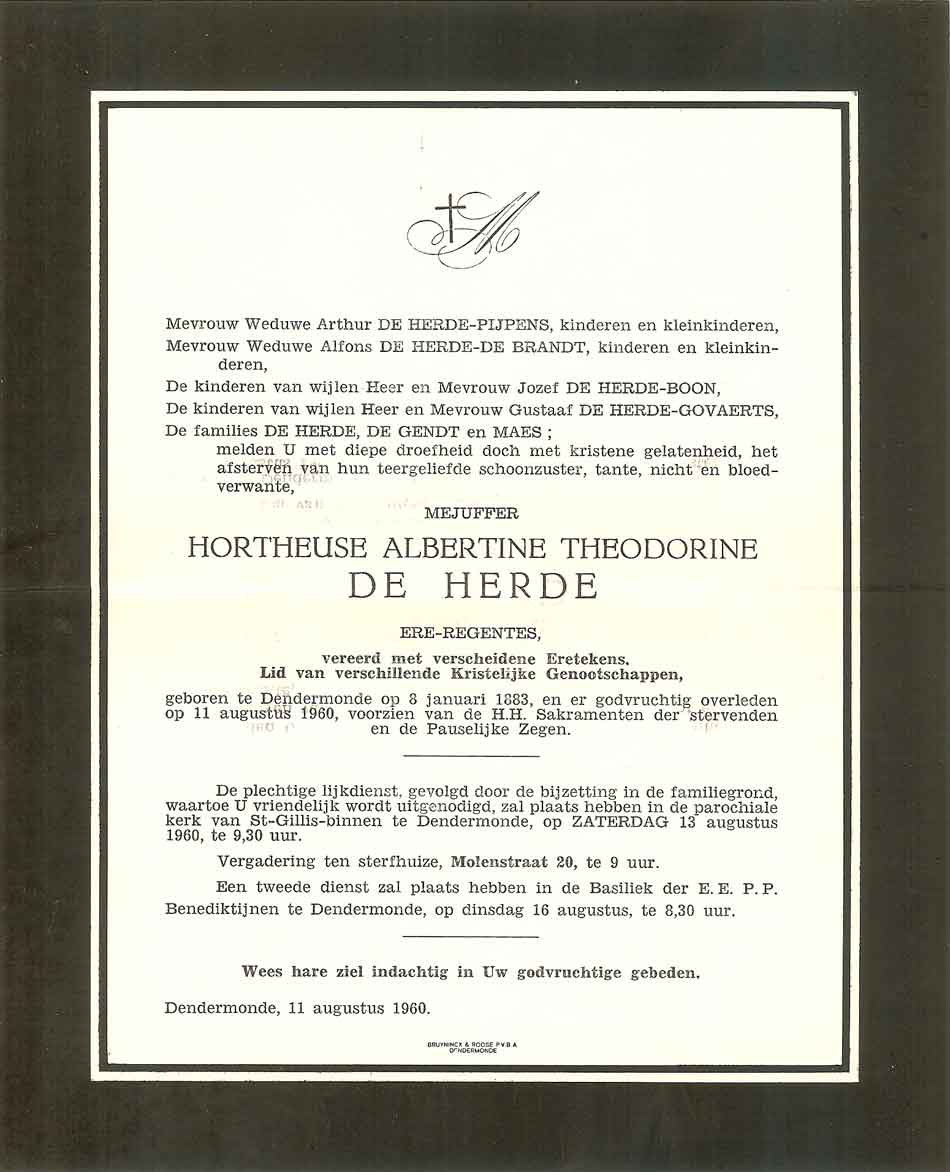 M
Mevrouw Weduwe Arthur DE HERDE-PIJPENS, kinderen en kleinkinderen,
Mevrouw Weduwe Alfons DE HERDE-DE BRANDT, kinderen en kleinkin-
deren,
De kinderen van wijlen Heer en Mevrouw Jozef DE HERDE-BOON,
De kinderen van wijlen Heer en Mevrouw Gustaaf DE HERDE-GOVAERTS,
De families DE HERDE, DE GENDT en MAES ;
melden U met diepe droefheid doch met kristene gelatenheid, het
afsterven van hun teergeliefde schoonzuster, tante, nicht en bloed-
verwante,
MEJUFFER
HORTHEUSE ALBERTINE THEODORINE
DE HERDE
ERE-REGENTES,
vereerd met verscheidene Eretekens.
Lid van verschillende Kristelijke Genootschappen,
geboren te Dendermonde op 8 januari 1883, en er godvruchtig overleden
op 11 augustus 1960, voorzien van de H.H. Sakramenten der stervenden
en de Pauselijke Zegen.
De plechtige lijkdienst, gevolgd door de bijzetting in de familiegrond,
waartoe U vriendelijk wordt uitgenodigd, zal plaats hebben in de parochiale
kerk van St-Gillis-binnen te Dendermonde, op ZATERDAG 13 augustus
1960, te 9,30 uur.
Vergadering ten sterfhuize, Molenstraat 20, te 9 uur.
Een tweede dienst zal plaats hebben in de Basiliek der E. E. P. P.
Benediktijnen te Dendermonde, op dinsdag 16 augustus, te 8,30 uur.
Wees hare ziel indachtig in Uw godvruchtige gebeden.
Dendermonde, 11 augustus 1960.
BRUYNINCX & ROOSE P.V.B.A
DENDERMONDE